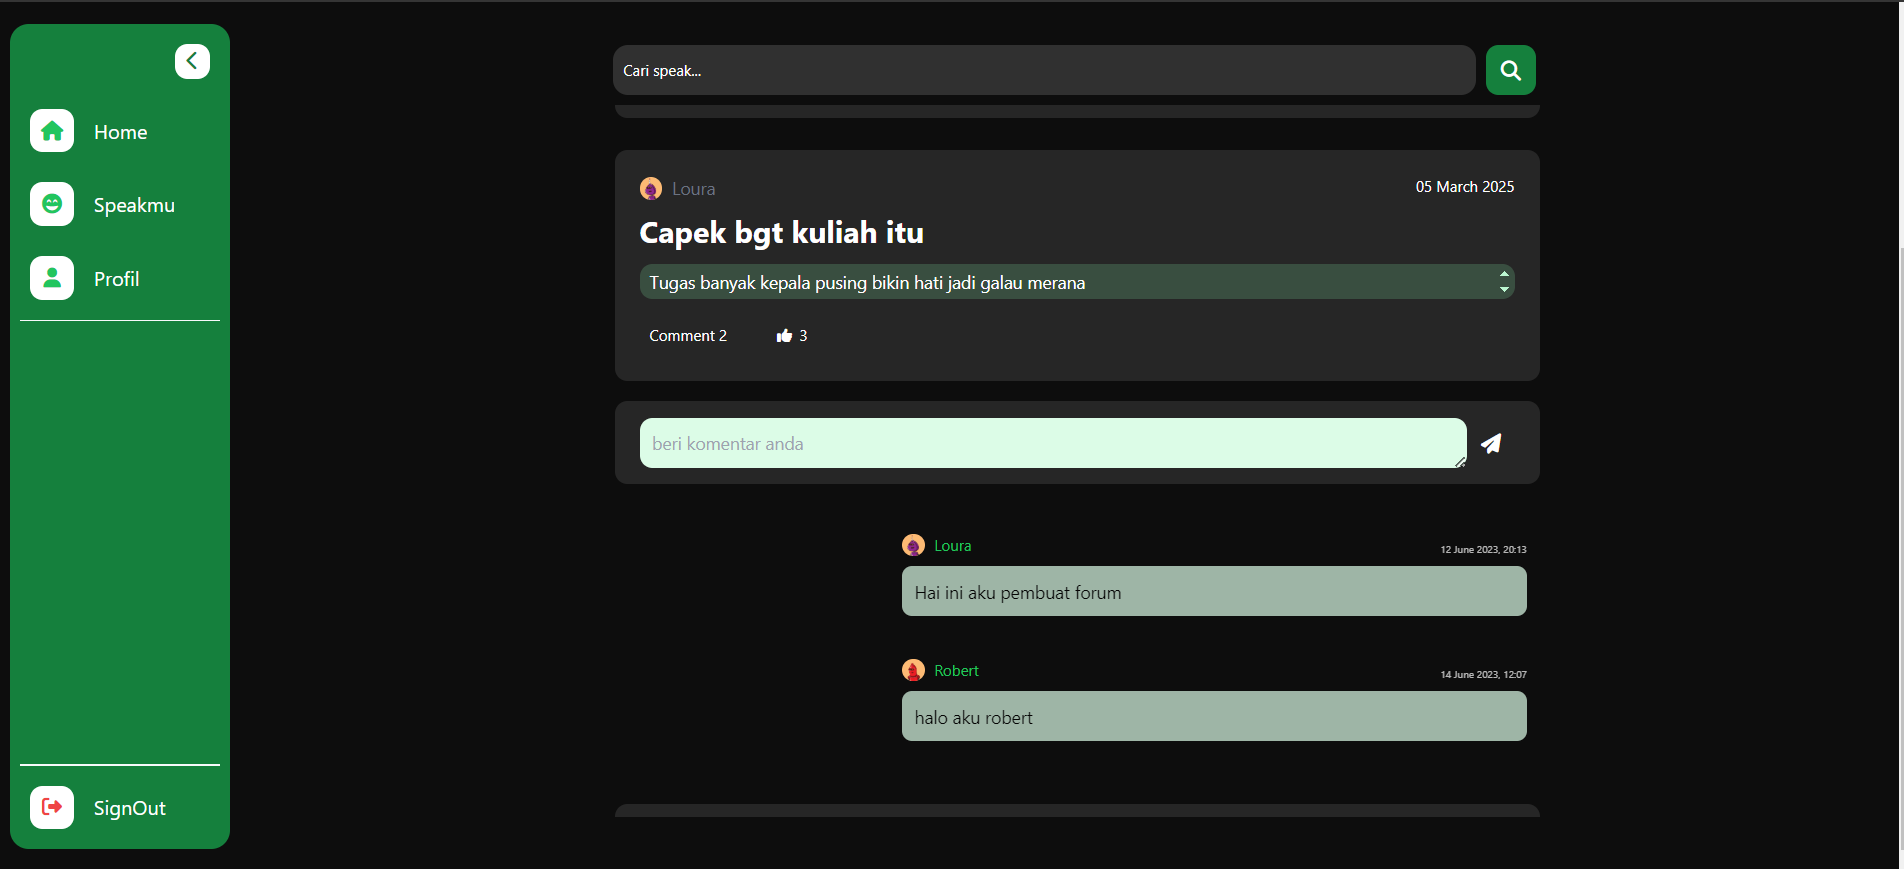 Home
Speakmu
Profil
SignOut
Cari speak...
Loura
05 March 2025
Capek bgt kuliah itu
Tugas banyak kepala pusing bikin hati jadi galau merana
Comment 2
3
beri komentar anda
Loura
12 June 2023, 20:13
Hai ini aku pembuat forum
Robert
14 June 2023, 12:07
halo aku robert